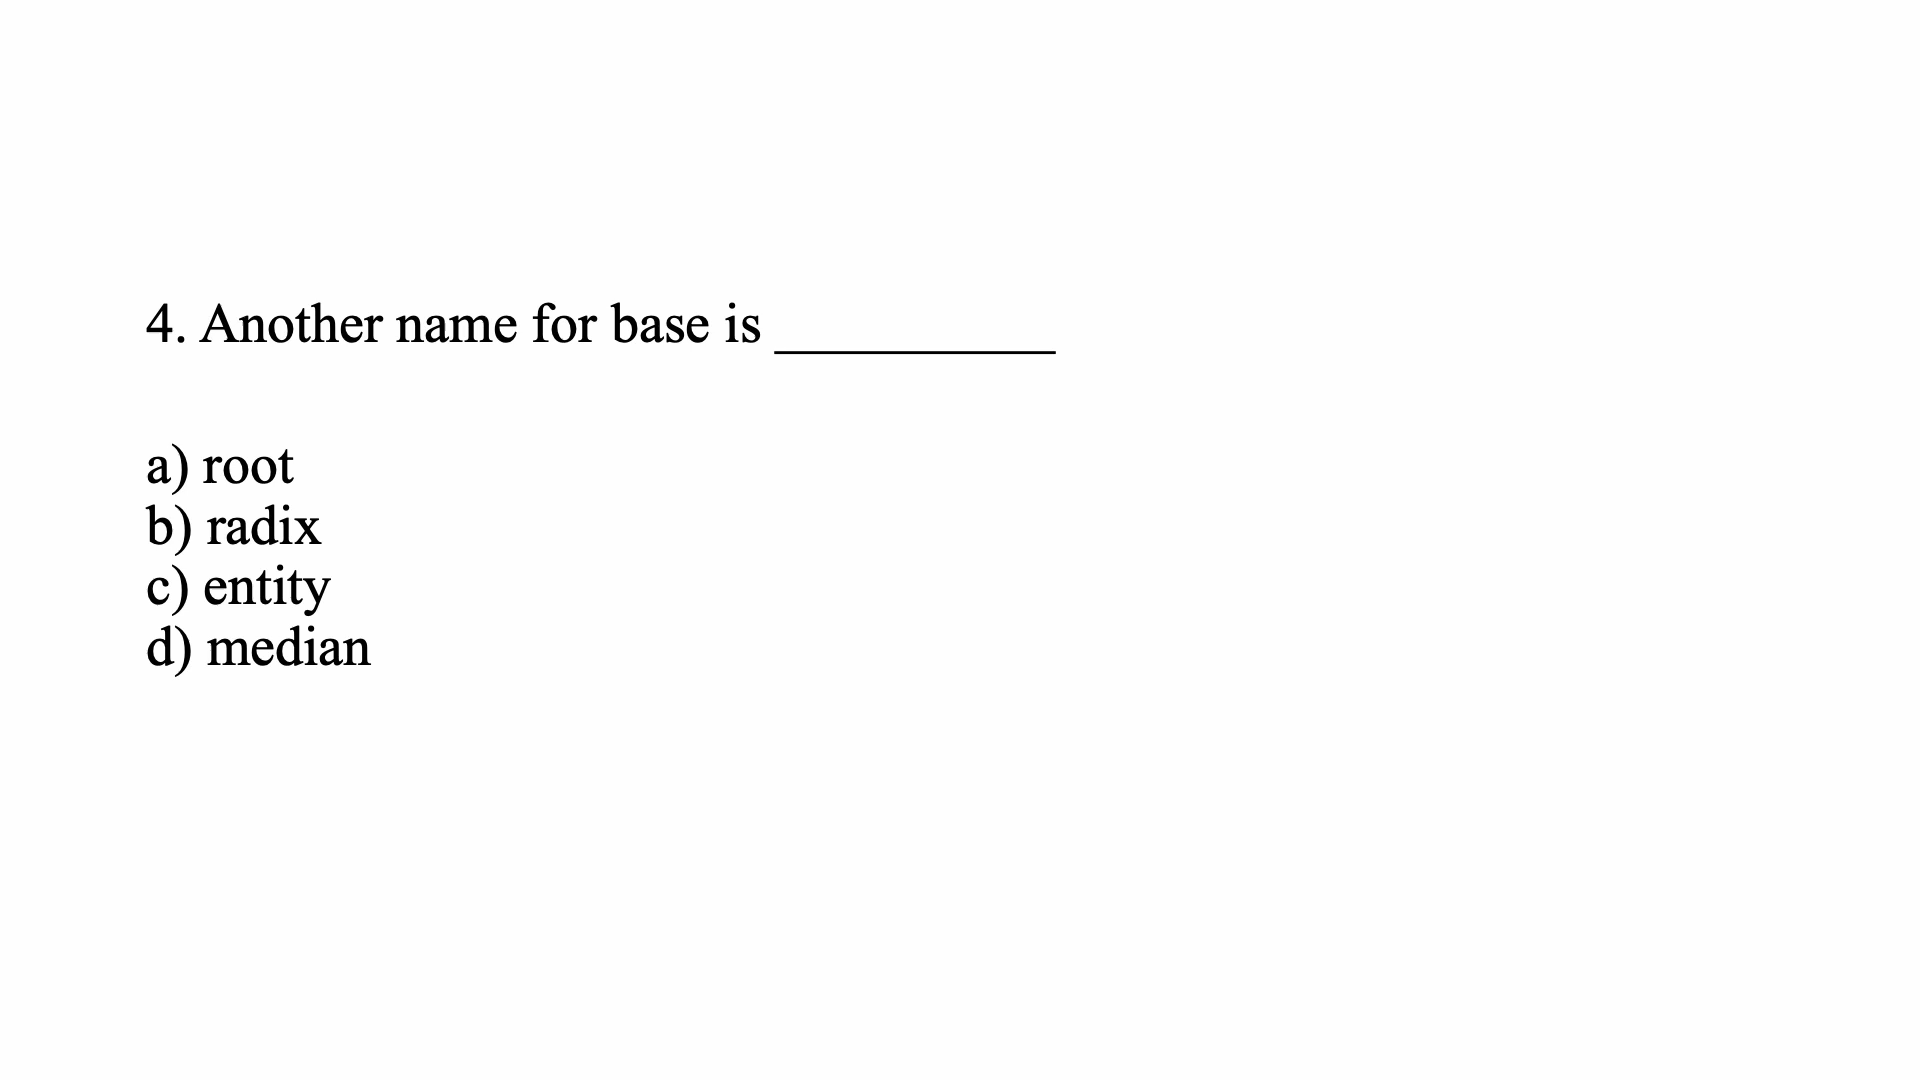 4. Another name for base is __________
a) root
b) radix
c) entity
d) median